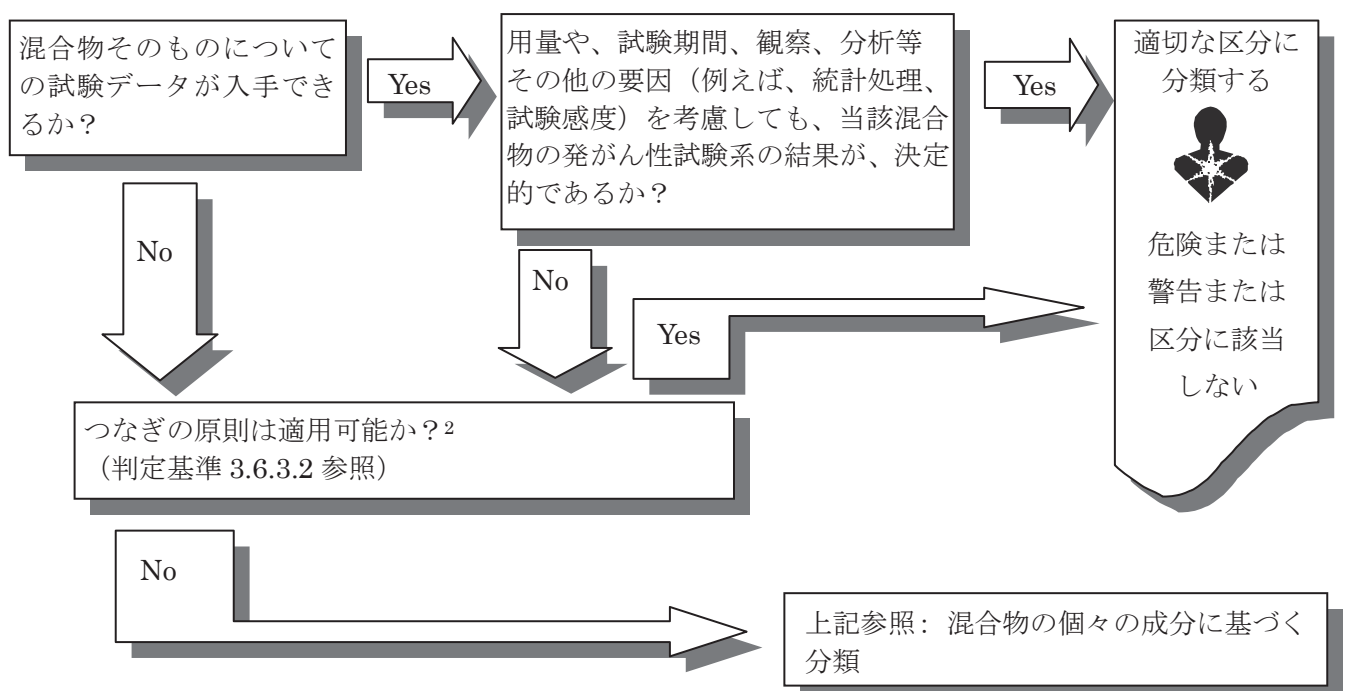 混合物そのものについて
の試験データが入手でき
るか？
Yes
用量や、試験期間、観察、分析等
その他の要因（例えば、統計処理、
試験感度）を考慮しても、当該混合
物の発がん性試験系の結果が、決定
的であるか？
Yes
適切な区分に
分類する
危険または
警告または
区分に該当
しない
No
No
Yes
つなぎの原則は適用可能か？2
（判定基準 3.6.3.2 参照）
No
上記参照: 混合物の個々の成分に基づく
分類